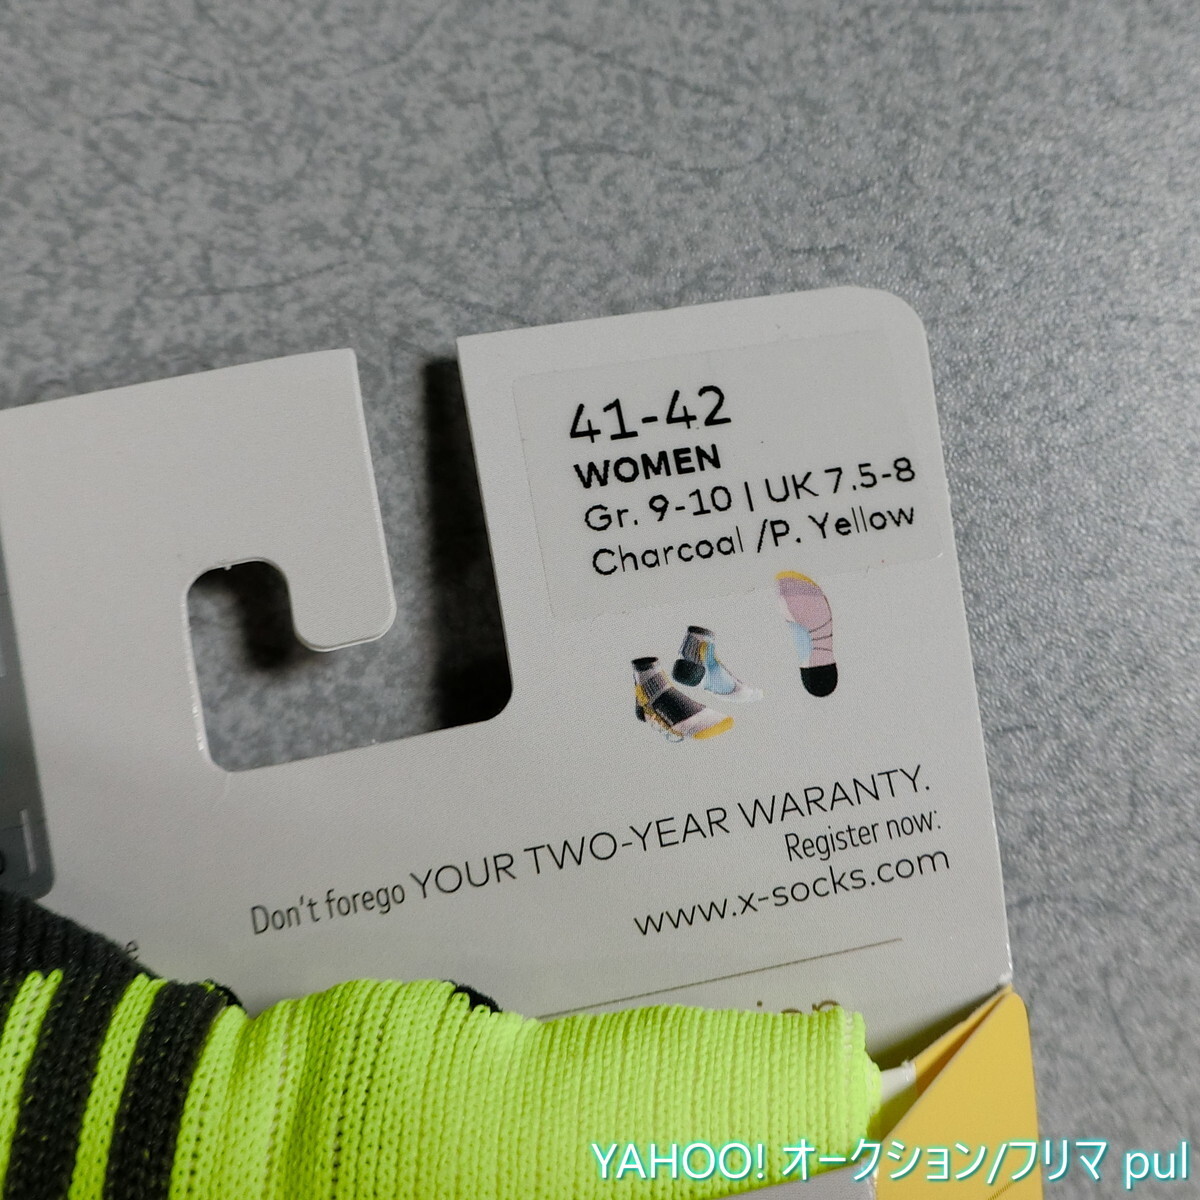 41-42
WOMEN
Gr. 9-10 | UK 7.5-8
Charcoal /P. Yellow
Don't forego YOUR TWO-YEAR WARANTY.
Register now:
www.x-socks.com
YAHOO! オークション/フリマ pul